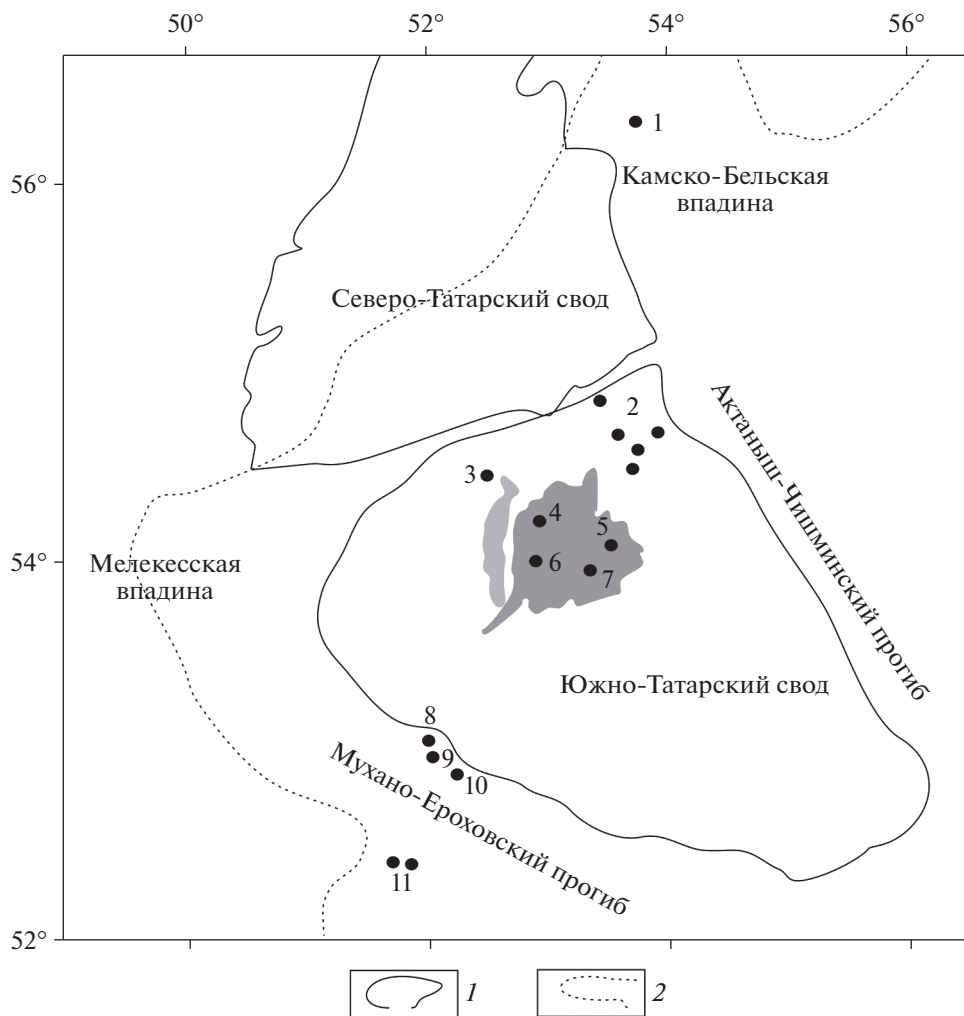 50°
52°
54°
56°
1
56°
Камско-Бельская
впадина
Северо-Татарский свод
Актаныш-Чишминский прогиб
2
3
4
5
54°
Мелекесская
впадина
6
7
Южно-Татарский свод
8
9
10
Мухано-Ероховский прогиб
11
52°
1
2